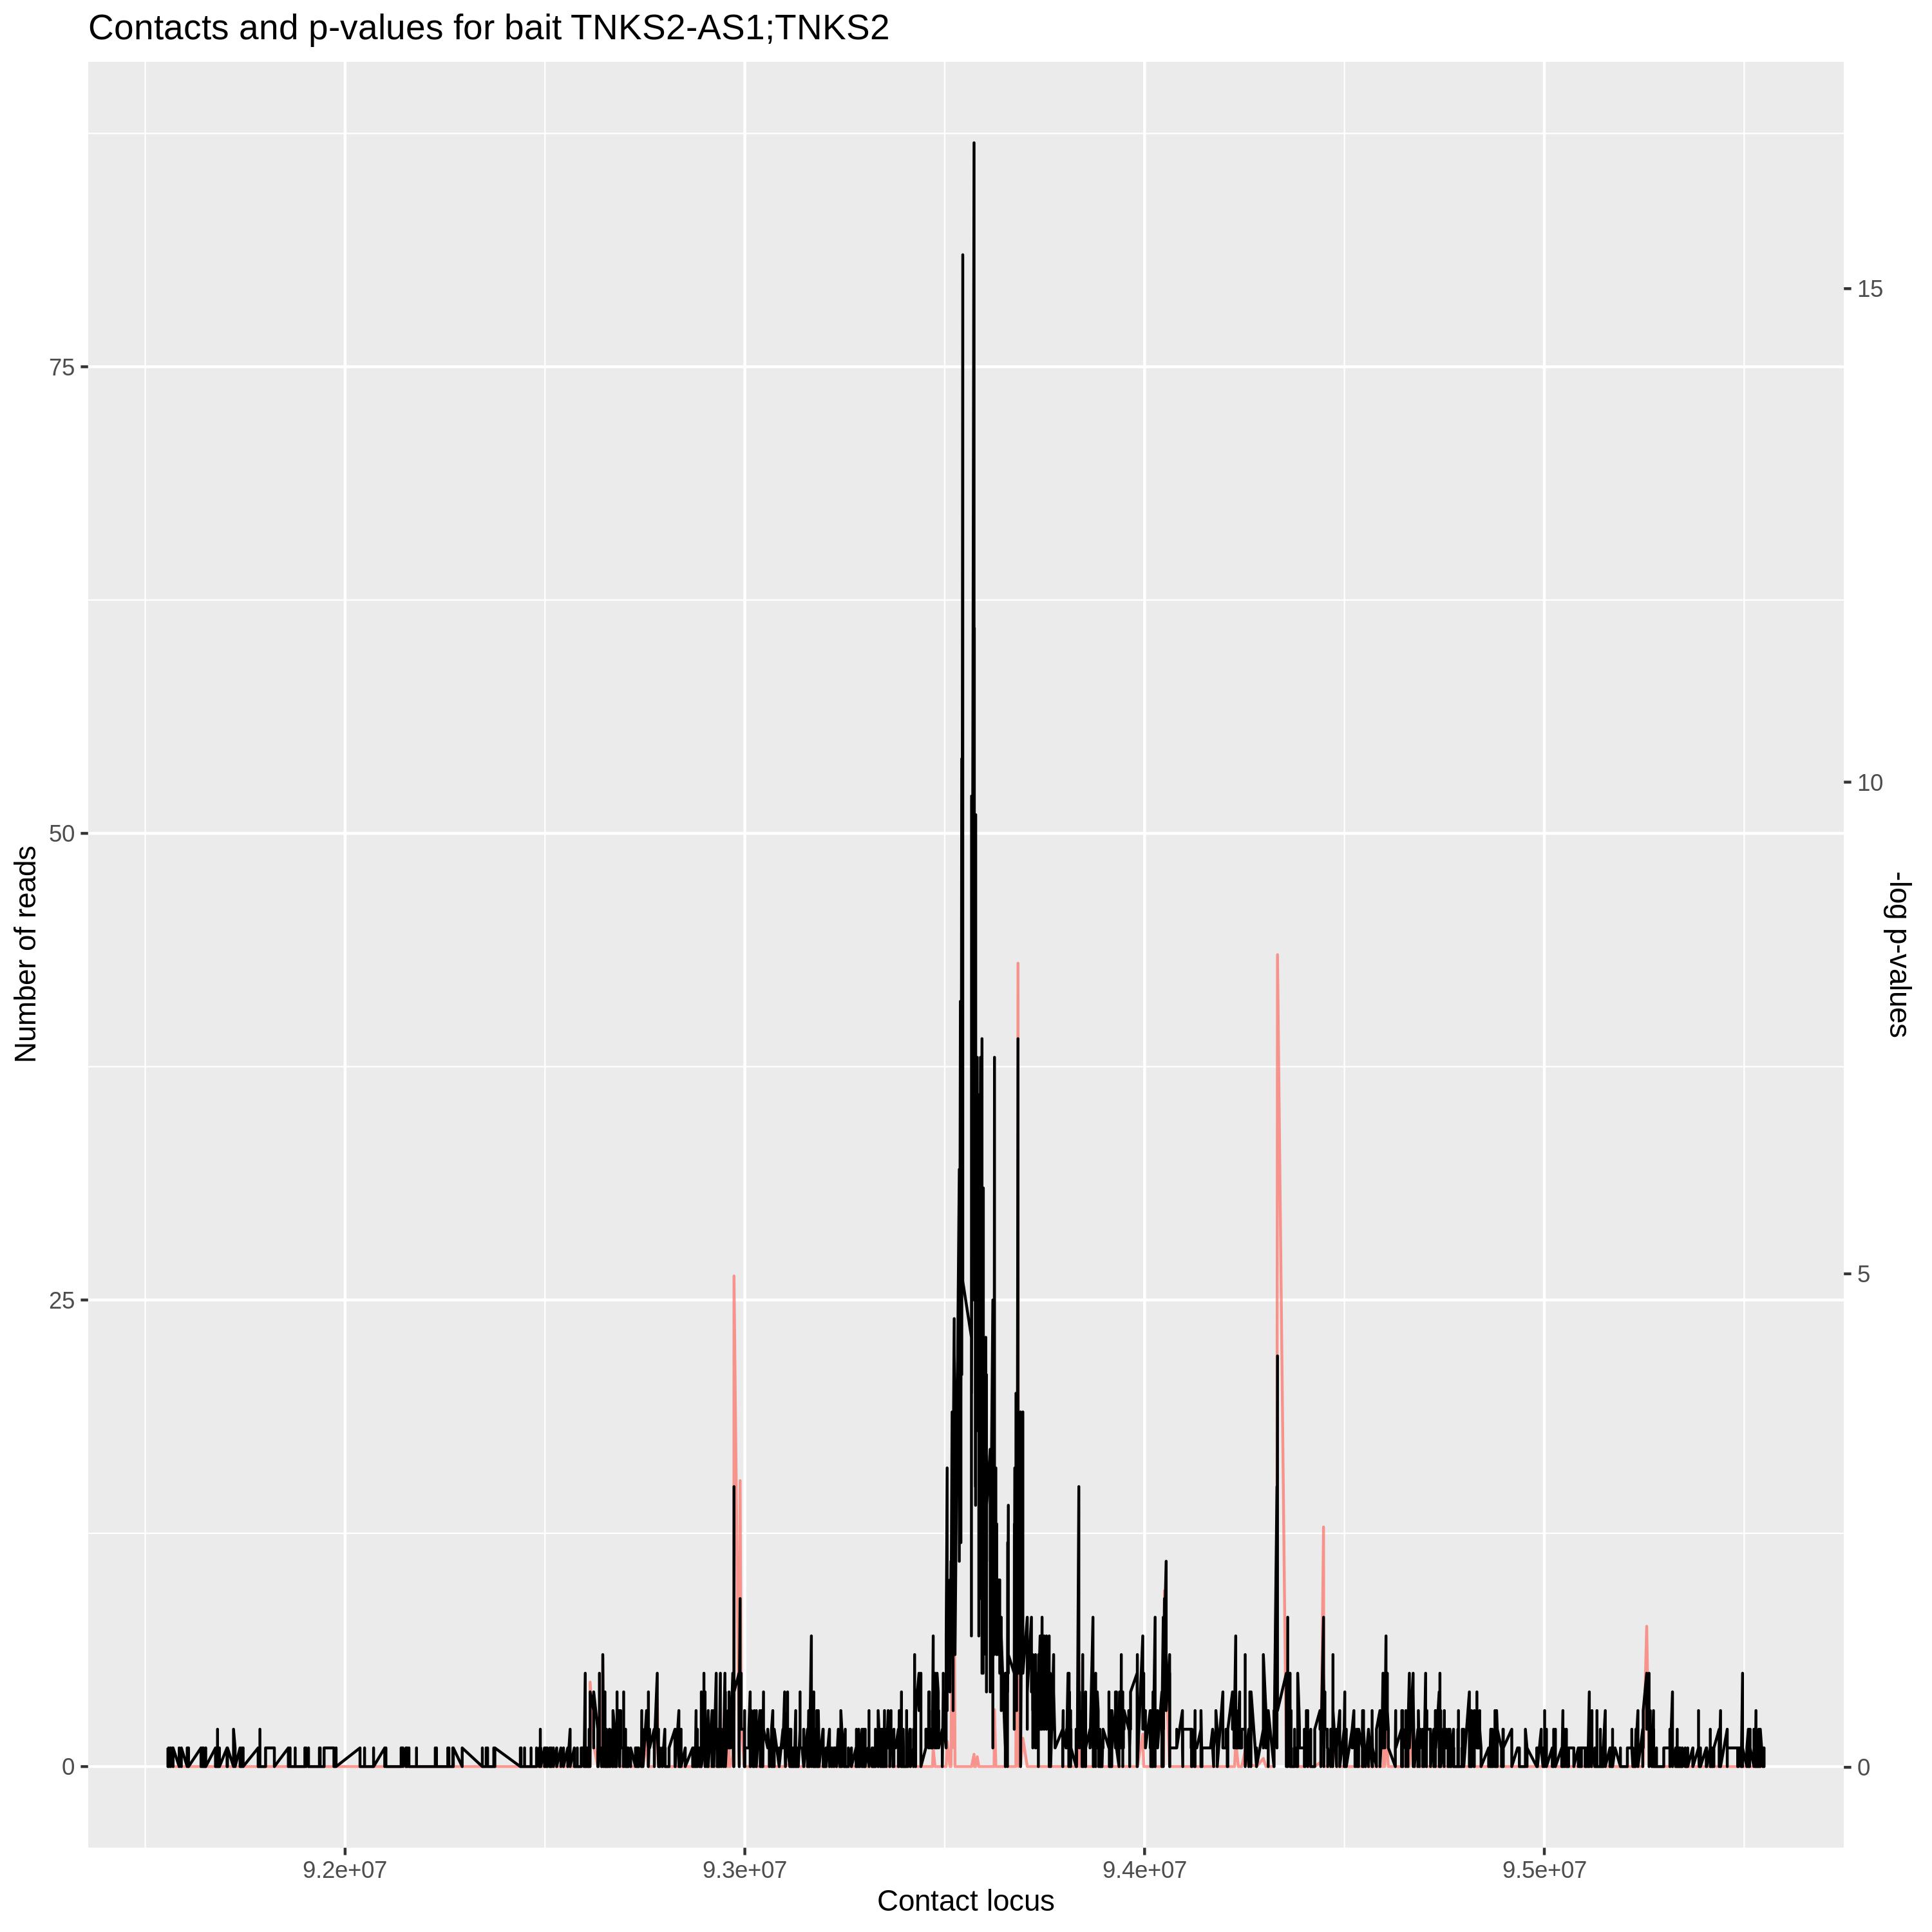 Contacts and p-values for bait TNKS2-AS1;TNKS2
75
50
25
0
Number of reads
15
10
5
0
-log p-values
9.2e+07
9.3e+07
9.4e+07
9.5e+07
Contact locus